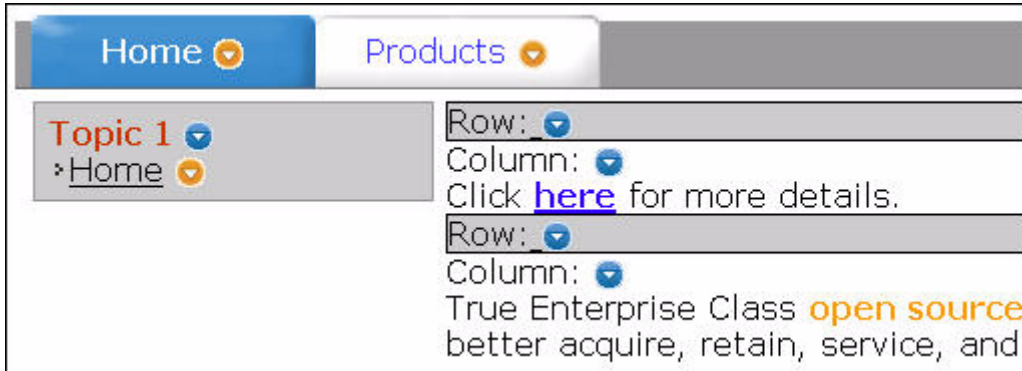 Home Products
Topic 1
Home
Row:
Column:
Click here for more details.
Row:
Column:
True Enterprise Class open source
better acquire, retain, service, and